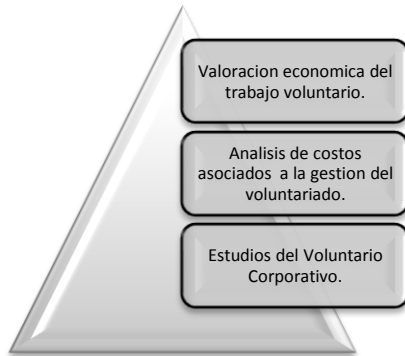 Valoracion economica del
trabajo voluntario.
Analisis de costos
asociados  a la gestion del
voluntariado.
Estudios del Voluntario
Corporativo.